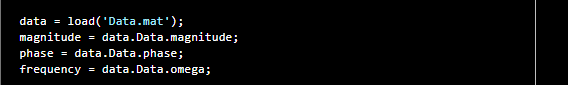 data = load('Data.mat');
magnitude = data.Data.magnitude;
phase = data.Data.phase;
frequency = data.Data.omega;